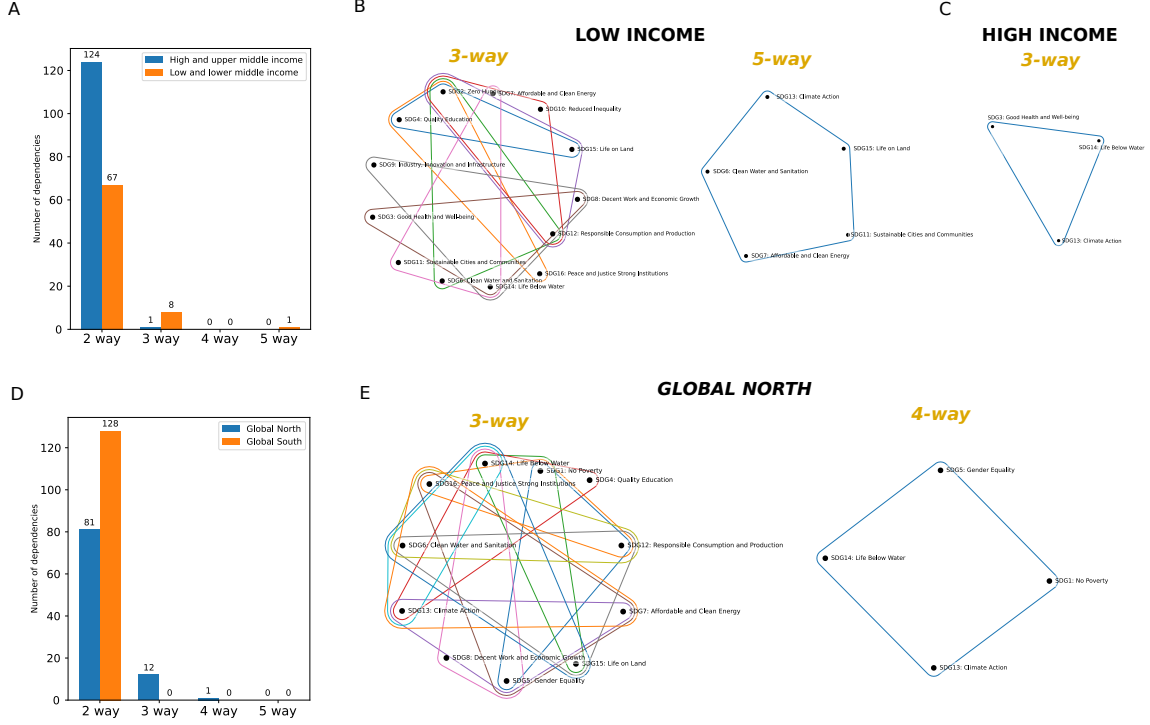 A
124
67
1
8
0
0
0
1
120
100
80
60
40
20
0
Number of dependencies
High and upper middle income
Low and lower middle income
2 way
3 way
4 way
5 way
B
LOW INCOME
3-way
SDG2: Zero Hunger
SDG7: Affordable and Clean Energy
SDG10: Reduced Inequality
SDG4: Quality Education
SDG15: Life on Land
SDG9: Industry, Innovation and Infrastructure
SDG8: Decent Work and Economic Growth
SDG3: Good Health and Well-being
SDG12: Responsible Consumption and Production
SDG11: Sustainable Cities and Communities
SDG16: Peace and Justice Strong Institutions
SDG6: Clean Water and Sanitation
SDG14: Life Below Water
5-way
SDG13: Climate Action
SDG15: Life on Land
SDG6: Clean Water and Sanitation
SDG11: Sustainable Cities and Communities
SDG7: Affordable and Clean Energy
C
HIGH INCOME
3-way
SDG3: Good Health and Well-being
SDG14: Life Below Water
SDG13: Climate Action
D
81
128
12
0
1
0
0
0
120
100
80
60
40
20
0
Number of dependencies
Global North
Global South
2 way
3 way
4 way
5 way
E
GLOBAL NORTH
3-way
SDG14: Life Below Water
SDG1: No Poverty
SDG4: Quality Education
SDG16: Peace and Justice Strong Institutions
SDG6: Clean Water and Sanitation
SDG12: Responsible Consumption and Production
SDG13: Climate Action
SDG7: Affordable and Clean Energy
SDG8: Decent Work and Economic Growth
SDG15: Life on Land
SDG5: Gender Equality
4-way
SDG5: Gender Equality
SDG14: Life Below Water
SDG1: No Poverty
SDG13: Climate Action